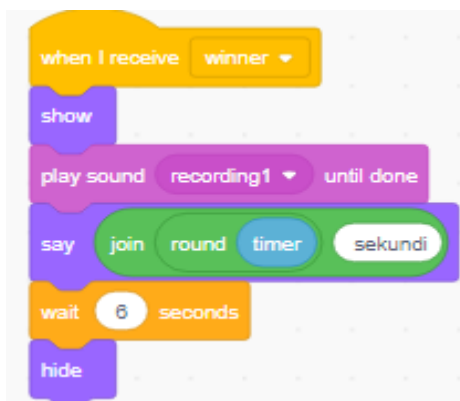 when I receive winner
show
play sound recording1 until done
say join round timer sekundi
wait 6 seconds
hide